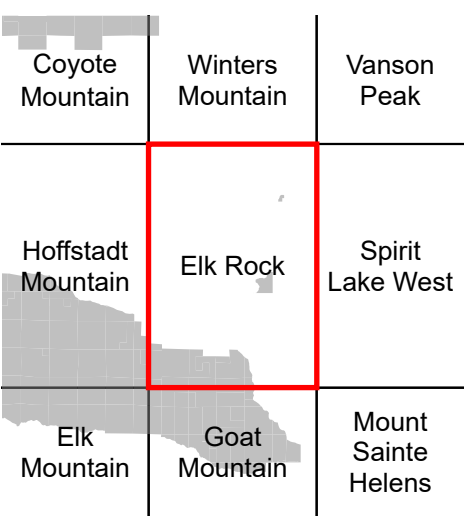 Coyote
Mountain
Winters
Mountain
Vanson
Peak
Hoffstadt
Mountain
Elk Rock
Spirit
Lake West
Elk
Mountain
Goat
Mountain
Mount
Sainte
Helens